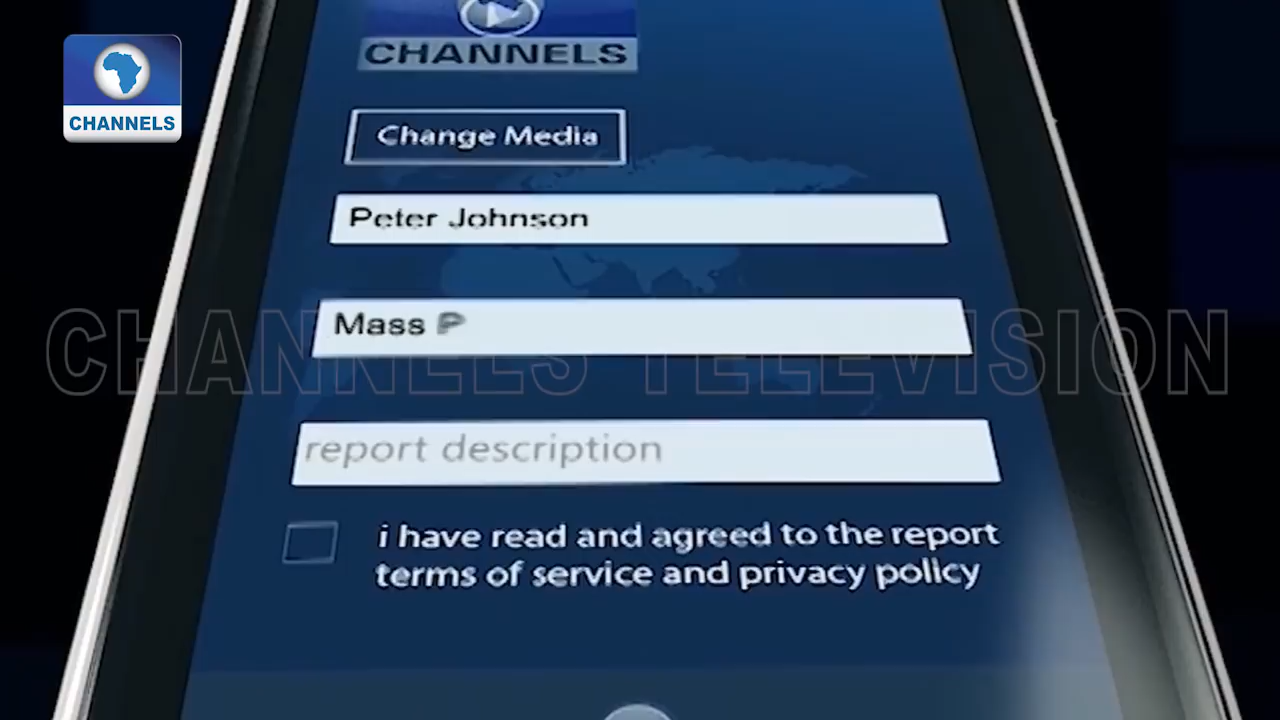 CHANNELS
CHANNELS
Change Media
Peter Johnson
Mass P
CHANNELS TELEVISION
report description
i have read and agreed to the report
terms of service and privacy policy